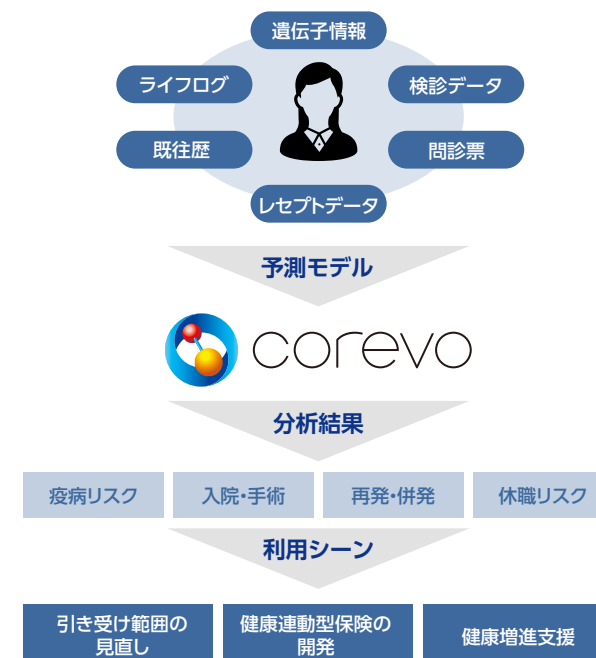 遺伝子情報
ライフログ
検診データ
既往歴
問診票
レセプトデータ
予測モデル
corevo
分析結果
疫病リスク
入院・手術
再発・併発
休職リスク
利用シーン
引き受け範囲の
見直し
健康連動型保険の
開発
健康増進支援